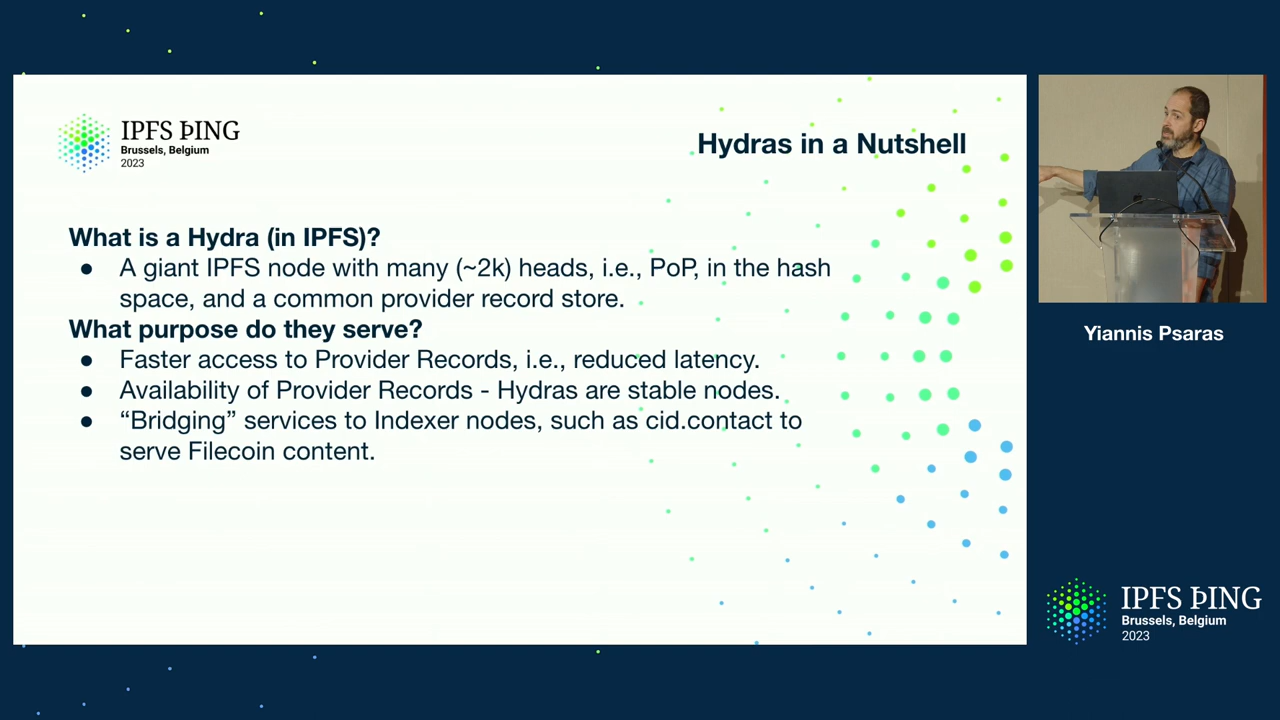 IPFS ÞING
Brussels, Belgium
2023
Hydras in a Nutshell
What is a Hydra (in IPFS)?
● A giant IPFS node with many (~2k) heads, i.e., PoP, in the hash
space, and a common provider record store.
What purpose do they serve?
● Faster access to Provider Records, i.e., reduced latency.
● Availability of Provider Records - Hydras are stable nodes.
● “Bridging” services to Indexer nodes, such as cid.contact to
serve Filecoin content.
Yiannis Psaras
IPFS ÞING
Brussels, Belgium
2023